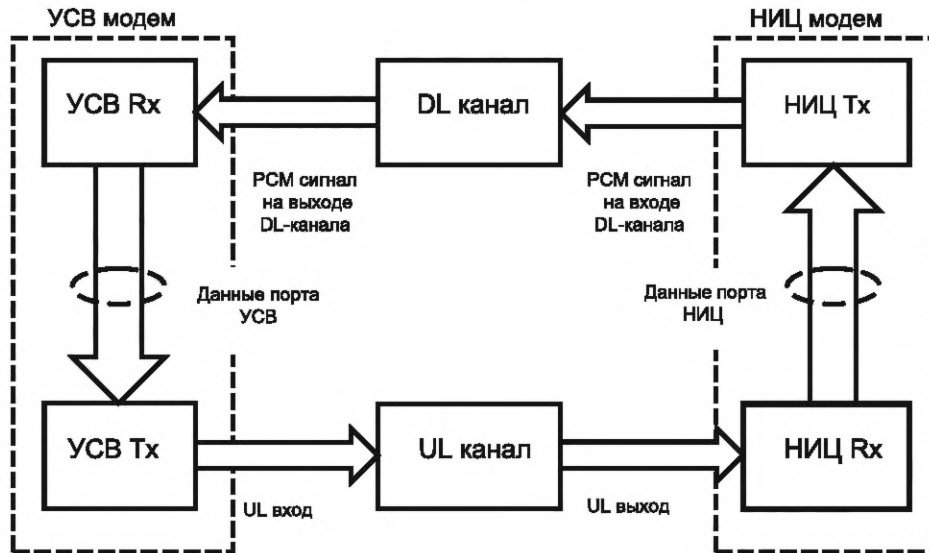 УСВ модем
НИЦ модем
УСВ Rx
DL канал
НИЦ Tx
PCM сигнал
на выходе
DL-канала
PCM сигнал
на входе
DL-канала
Данные порта
УСВ
Данные порта
НИЦ
УСВ Tx
UL канал
НИЦ Rx
UL вход
UL выход